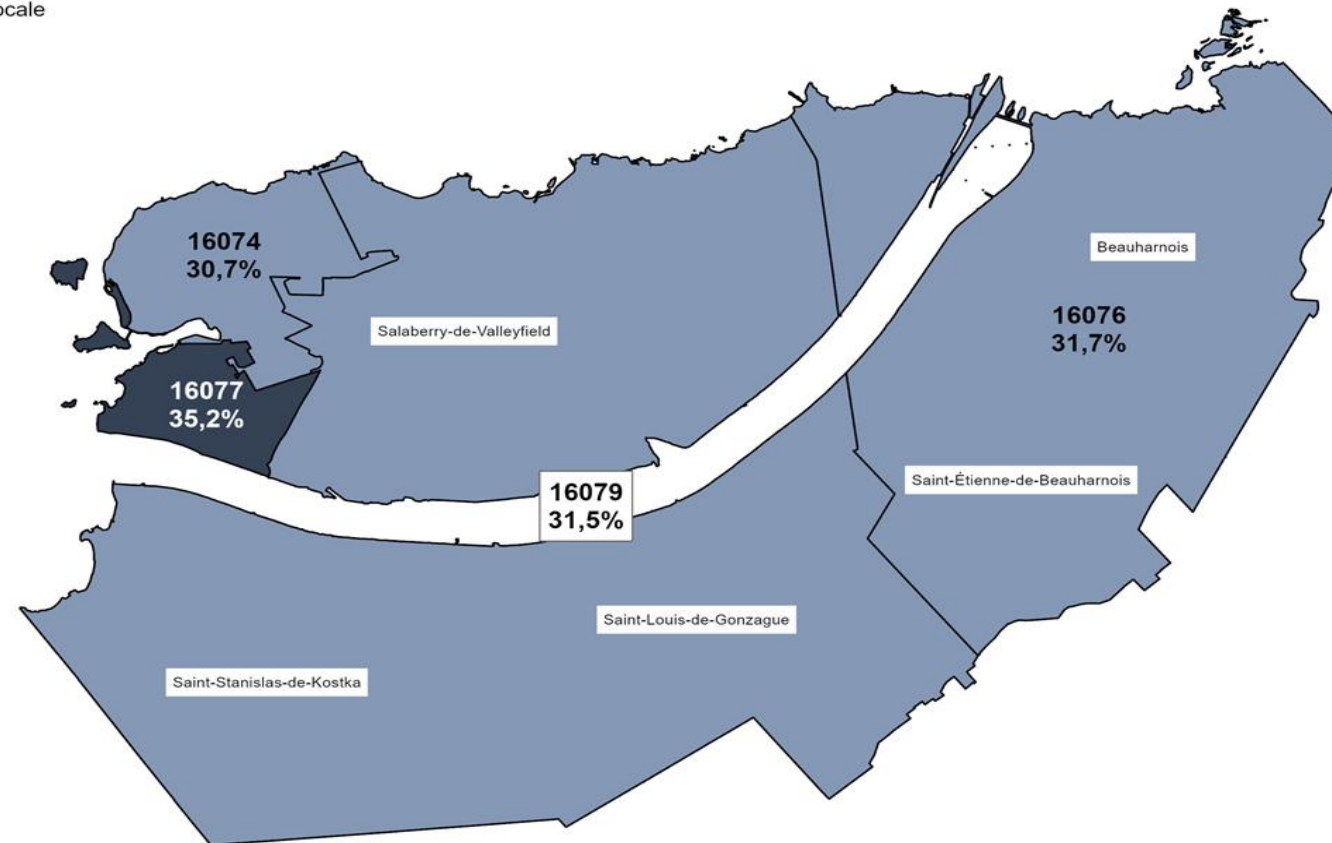 ocale
16074
30,7%
Beauharnois
Salaberry-de-Valleyfield
16076
31,7%
16077
35,2%
Saint-Étienne-de-Beauharnois
16079
31,5%
Saint-Louis-de-Gonzague
Saint-Stanislas-de-Kostka